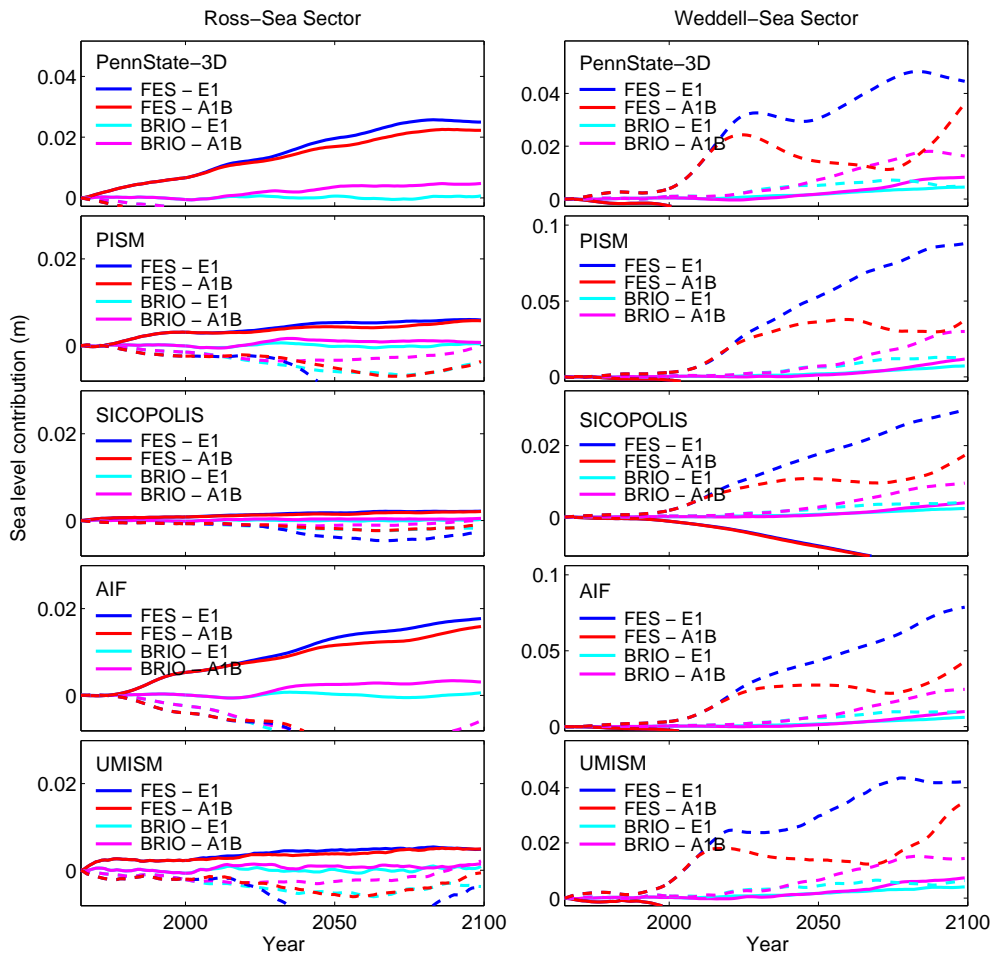 Ross−Sea Sector
Weddell−Sea Sector
Sea level contribution (m)
PennState−3D
FES − E1
FES − A1B
BRIO − E1
BRIO − A1B
0.04
0.02
0
PennState−3D
FES − E1
FES − A1B
BRIO − E1
BRIO − A1B
0.04
0.02
0
PISM
FES − E1
FES − A1B
BRIO − E1
BRIO − A1B
0.02
0
PISM
FES − E1
FES − A1B
BRIO − E1
BRIO − A1B
0.1
0.05
0
SICOPOLIS
FES − E1
FES − A1B
BRIO − E1
BRIO − A1B
0.02
0
SICOPOLIS
FES − E1
FES − A1B
BRIO − E1
BRIO − A1B
0.02
0
AIF
FES − E1
FES − A1B
BRIO − E1
BRIO − A1B
0.02
0
AIF
FES − E1
FES − A1B
BRIO − E1
BRIO − A1B
0.1
0.05
0
UMISM
FES − E1
FES − A1B
BRIO − E1
BRIO − A1B
0.02
0
UMISM
FES − E1
FES − A1B
BRIO − E1
BRIO − A1B
0.04
0.02
0
2000 2050 2100
Year
2000 2050 2100
Year